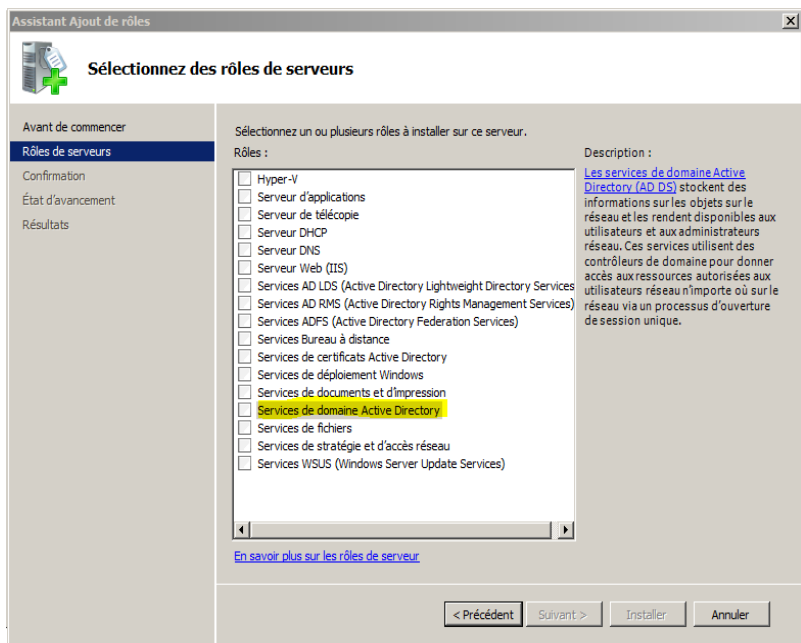 Assistant Ajout de rôles
Sélectionnez des rôles de serveurs
Avant de commencer
Rôles de serveurs
Confirmation
État d'avancement
Résultats
Sélectionnez un ou plusieurs rôles à installer sur ce serveur.
Rôles :
Hyper-V
Serveur d'applications
Serveur de télécopie
Serveur DHCP
Serveur DNS
Serveur Web (IIS)
Services AD LDS (Active Directory Lightweight Directory Services
Services AD RMS (Active Directory Rights Management Services)
Services ADFS (Active Directory Federation Services)
Services Bureau à distance
Services de certificats Active Directory
Services de déploiement Windows
Services de documents et d'impression
Services de domaine Active Directory
Services de fichiers
Services de stratégie et d'accès réseau
Services WSUS (Windows Server Update Services)
En savoir plus sur les rôles de serveur
Description :
Les services de domaine Active
Directory (AD DS) stockent des
informations sur les objets sur le
réseau et les rendent disponibles aux
utilisateurs et aux administrateurs
réseau. Ces services utilisent des
contrôleurs de domaine pour donner
accès aux ressources autorisées aux
utilisateurs réseau n'importe où sur le
réseau via un processus d'ouverture
de session unique.
< Précédent
Suivant >
Installer
Annuler